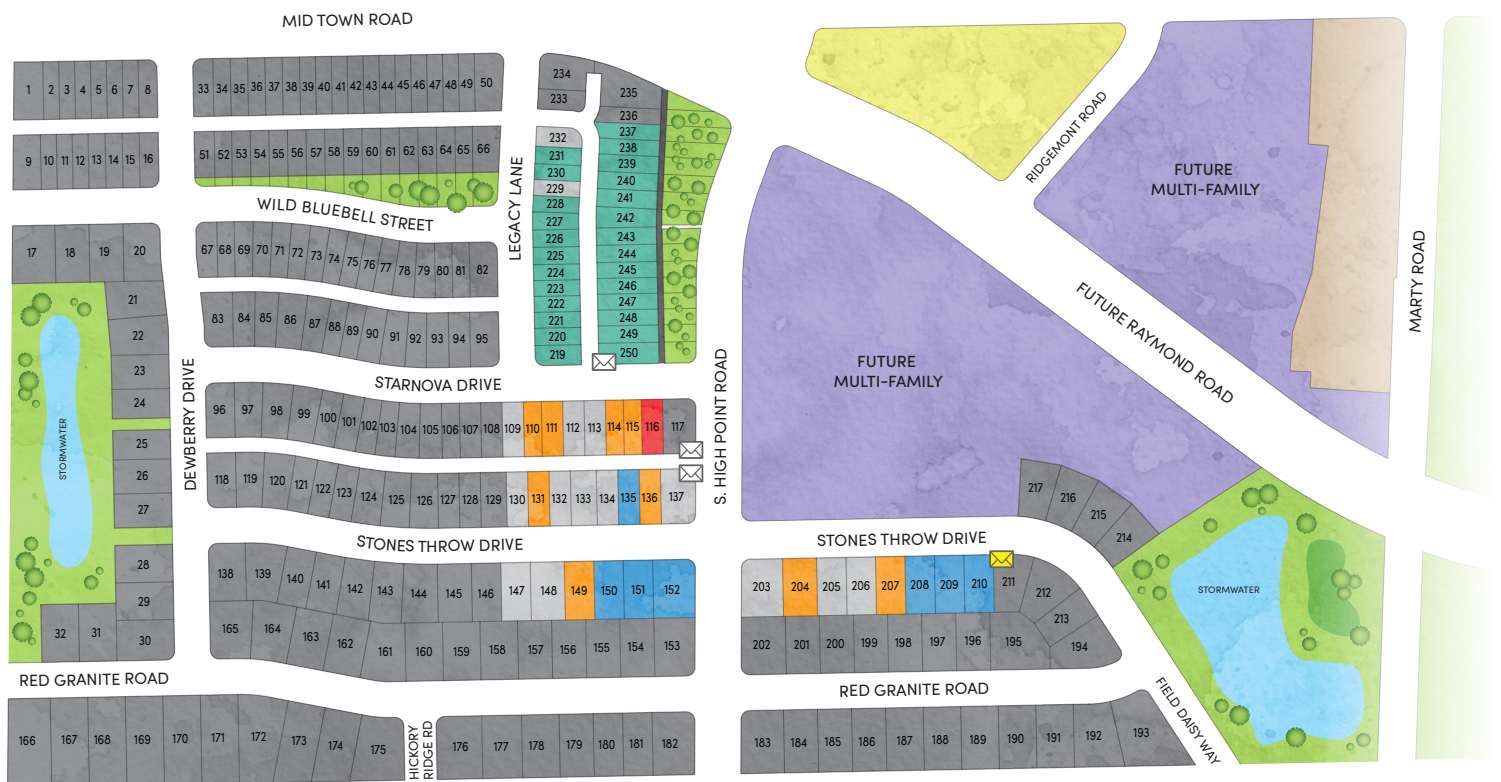 MID TOWN ROAD
1 2 3 4 5 6 7 8
33 34 35 36 37 38 39 40 41 42 43 44 45 46 47 48 49 50
234
233
235
236
9 10 11 12 13 14 15 16
51 52 53 54 55 56 57 58 59 60 61 62 63 64 65 66
WILD BLUEBELL STREET
LEGACY LANE
232
231
230
229
228
227
226
225
224
223
222
221
220
219
237
238
239
240
241
242
243
244
245
246
247
248
249
250
RIDGEMONT ROAD
FUTURE
MULTI-FAMILY
MARTY ROAD
FUTURE RAYMOND ROAD
FUTURE
MULTI-FAMILY
S. HIGH POINT ROAD
17 18 19 20
21
22
23
24
25
26
27
28
29
30
31
32
STORMWATER
DEWBERRY DRIVE
67 68 69 70 71 72 73 74 75 76 77 78 79 80 81 82
83 84 85 86 87 88 89 90 91 92 93 94 95
STARNOVA DRIVE
96 97 98 99 100 101 102 103 104 105 106 107 108 109 110 111 112 113 114 115 116 117
118 119 120 121 122 123 124 125 126 127 128 129 130 131 132 133 134 135 136 137
STONES THROW DRIVE
138 139 140 141 142 143 144 145 146 147 148 149 150 151 152
165 164 163 162 161 160 159 158 157 156 155 154 153
RED GRANITE ROAD
166 167 168 169 170 171 172 173 174 175
HICKORY
RIDGE RD
176 177 178 179 180 181 182
217
216
215
214
STONES THROW DRIVE
203 204 205 206 207 208 209 210 211
212
213
202 201 200 199 198 197 196 195 194
RED GRANITE ROAD
183 184 185 186 187 188 189 190 191 192 193
FIELD DAISY WAY
STORMWATER